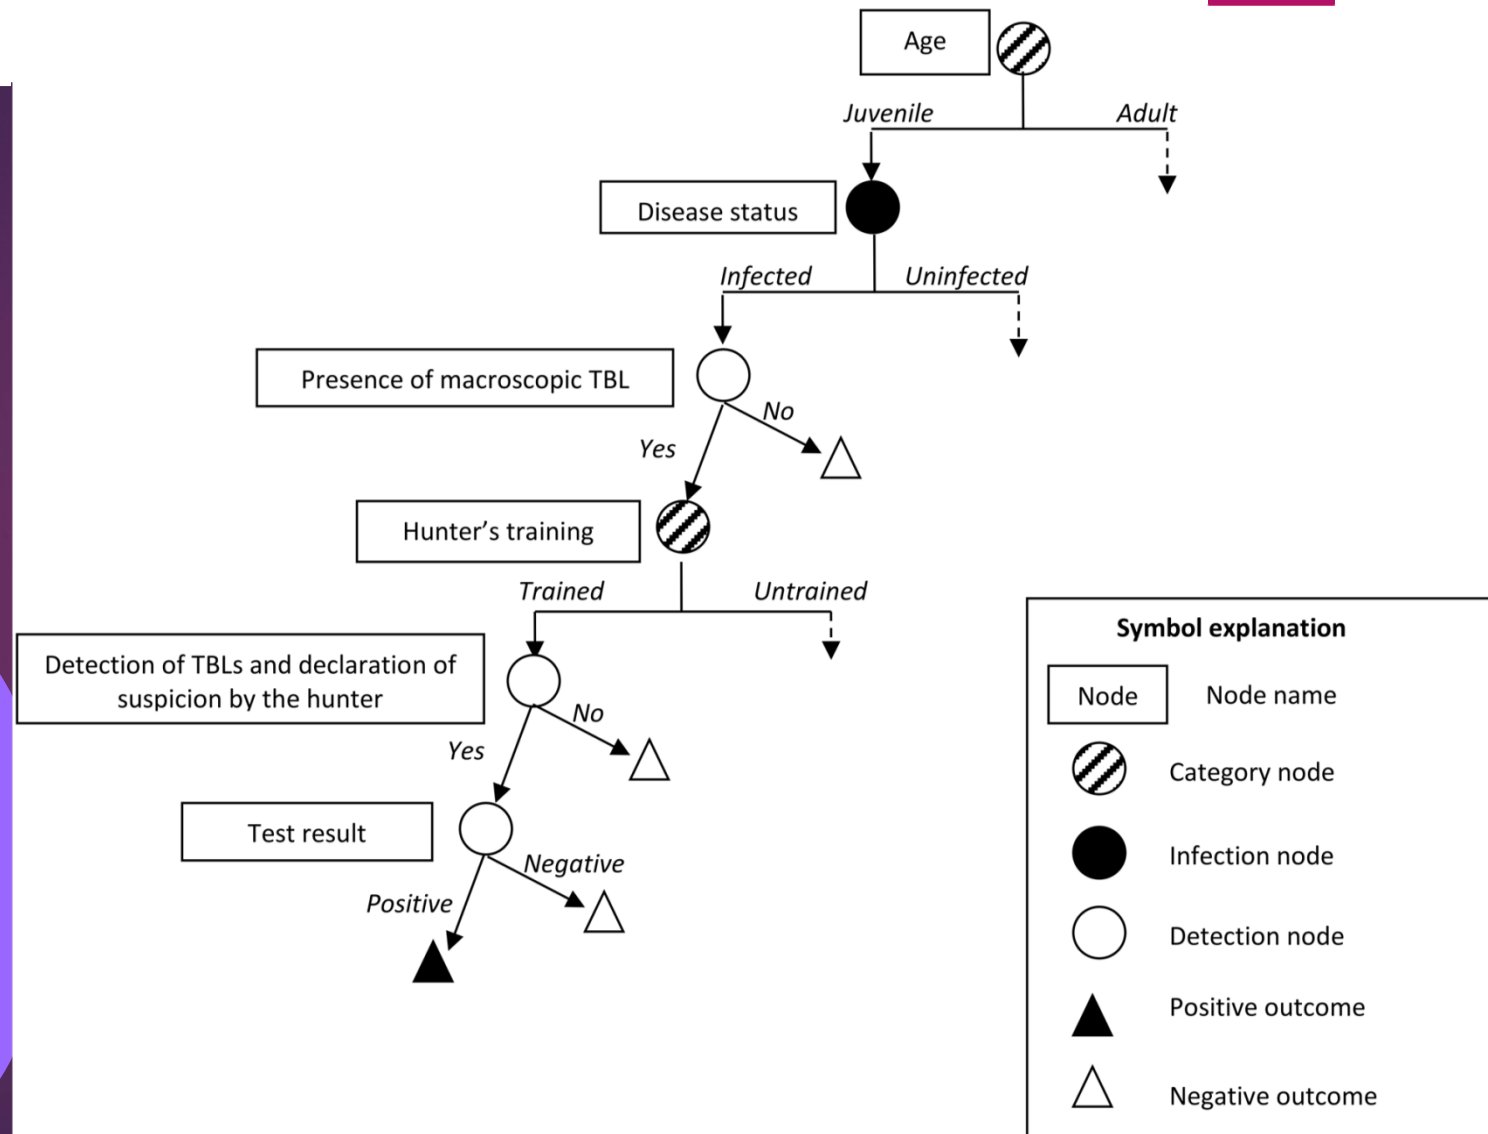 Age
Juvenile
Adult
Disease status
Infected
Uninfected
Presence of macroscopic TBL
No
Yes
Hunter’s training
Trained
Untrained
Detection of TBLs and declaration of
suspicion by the hunter
No
Yes
Test result
Negative
Positive
Symbol explanation
Node
Node name
Category node
Infection node
Detection node
Positive outcome
Negative outcome